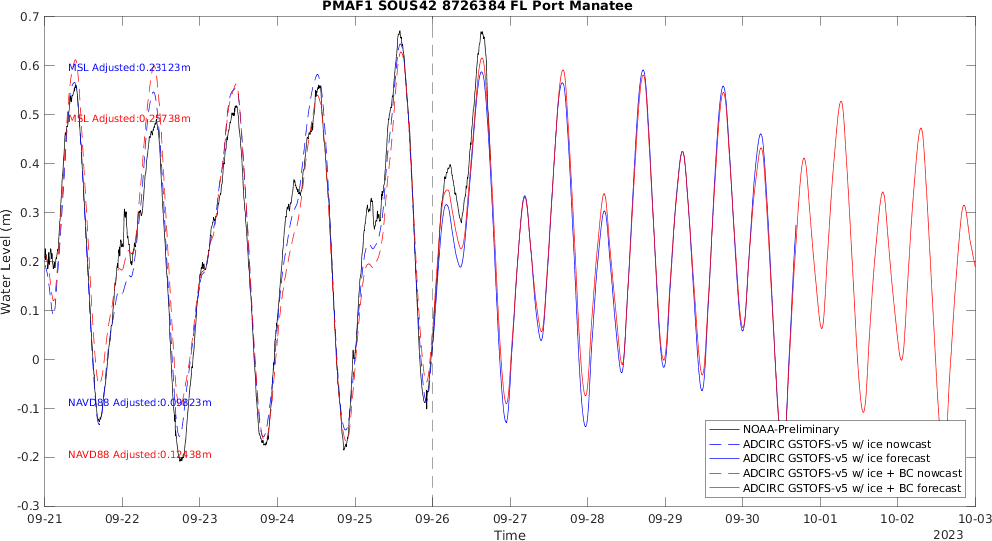 PMAF1 SOUS42 8726384 FL Port Manatee
0.7
0.6
0.5
0.4
0.3
0.2
0.1
0
-0.1
-0.2
-0.3
Water Level (m)
MSL Adjusted:0.23123m
MSL Adjusted:0.25738m
NAVD88 Adjusted:0.09823m
NAVD88 Adjusted:0.12438m
NOAA-Preliminary
ADCIRC GSTOFS-v5 w/ ice nowcast
ADCIRC GSTOFS-v5 w/ ice forecast
ADCIRC GSTOFS-v5 w/ ice + BC nowcast
ADCIRC GSTOFS-v5 w/ ice + BC forecast
09-21 09-22 09-23 09-24 09-25 09-26 09-27 09-28 09-29 09-30 10-01 10-02 10-03
Time
2023